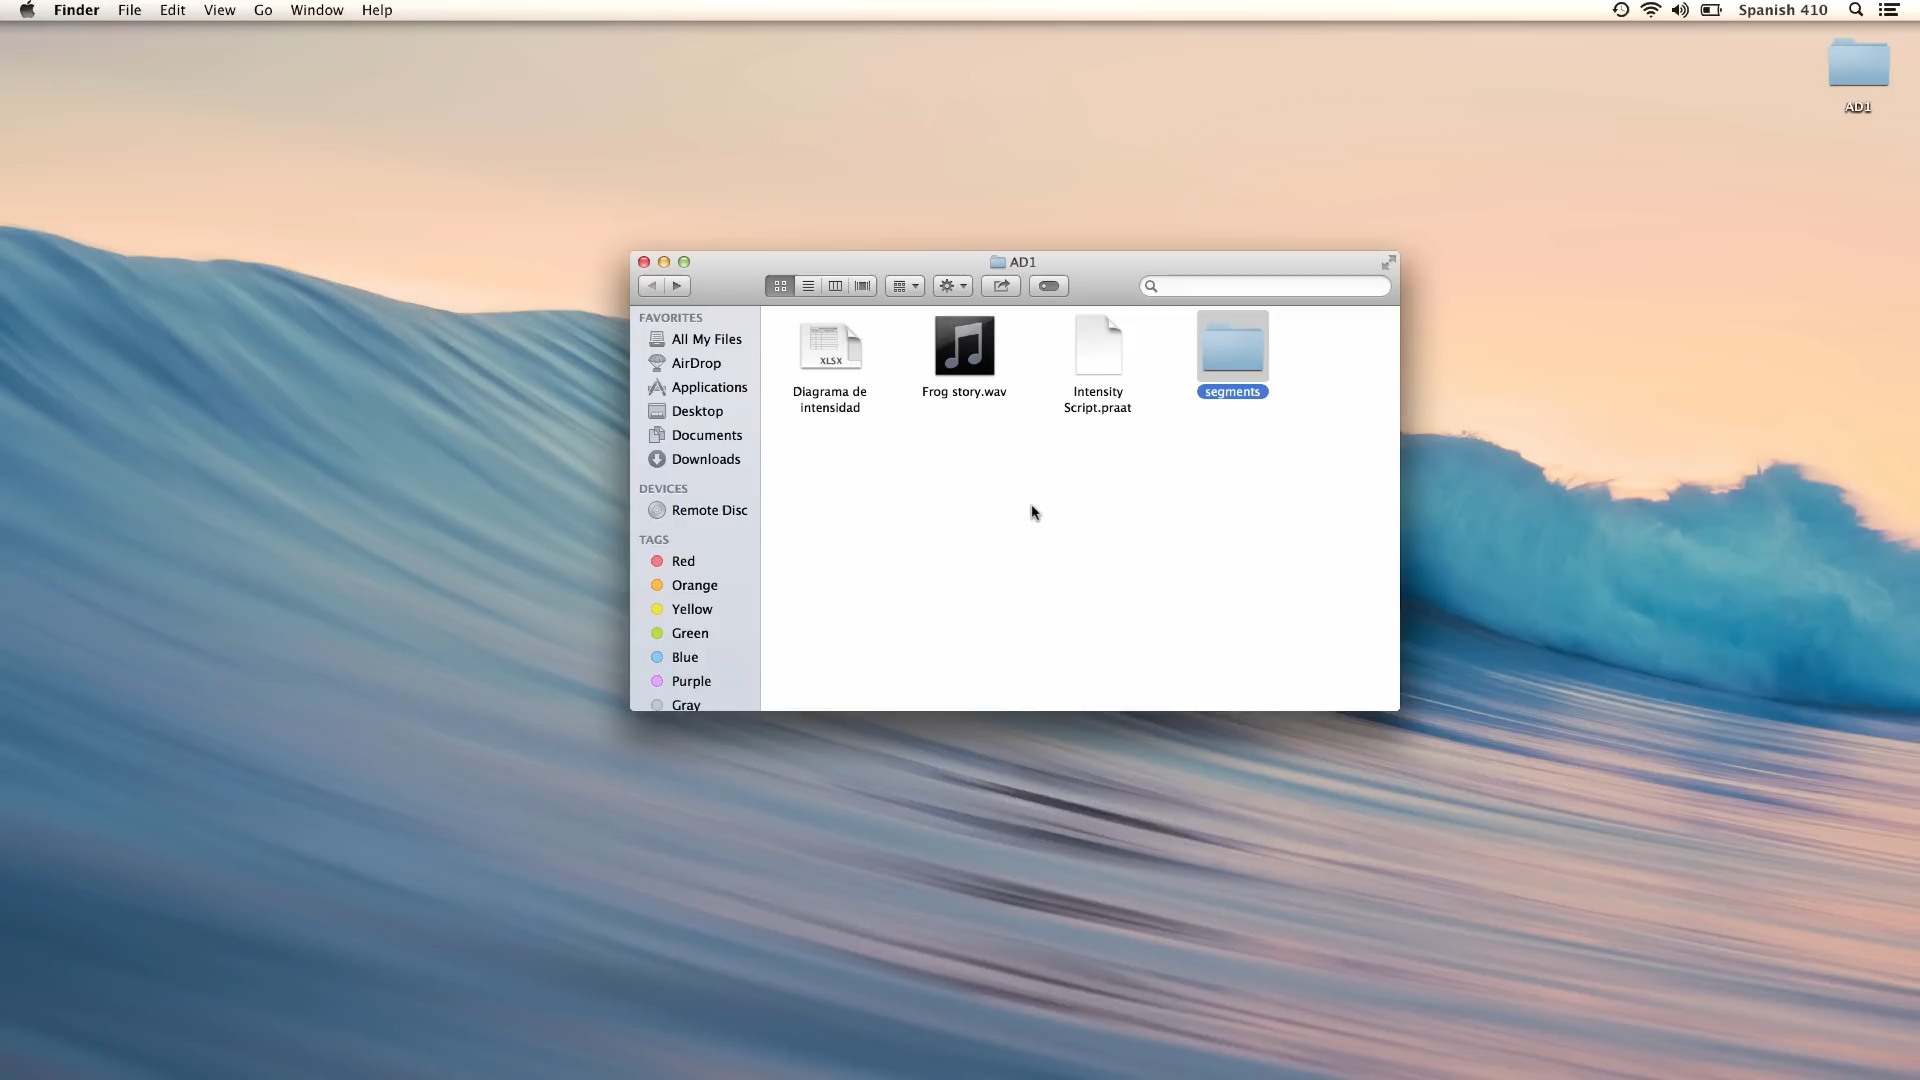 Finder File Edit View Go Window Help Spanish 410
AD1
AD1
FAVORITES
All My Files
AirDrop
Applications
Desktop
Documents
Downloads
DEVICES
Remote Disc
TAGS
Red
Orange
Yellow
Green
Blue
Purple
Gray
XLSX
Diagrama de
intensidad
Frog story.wav
Intensity
Script.praat
segments